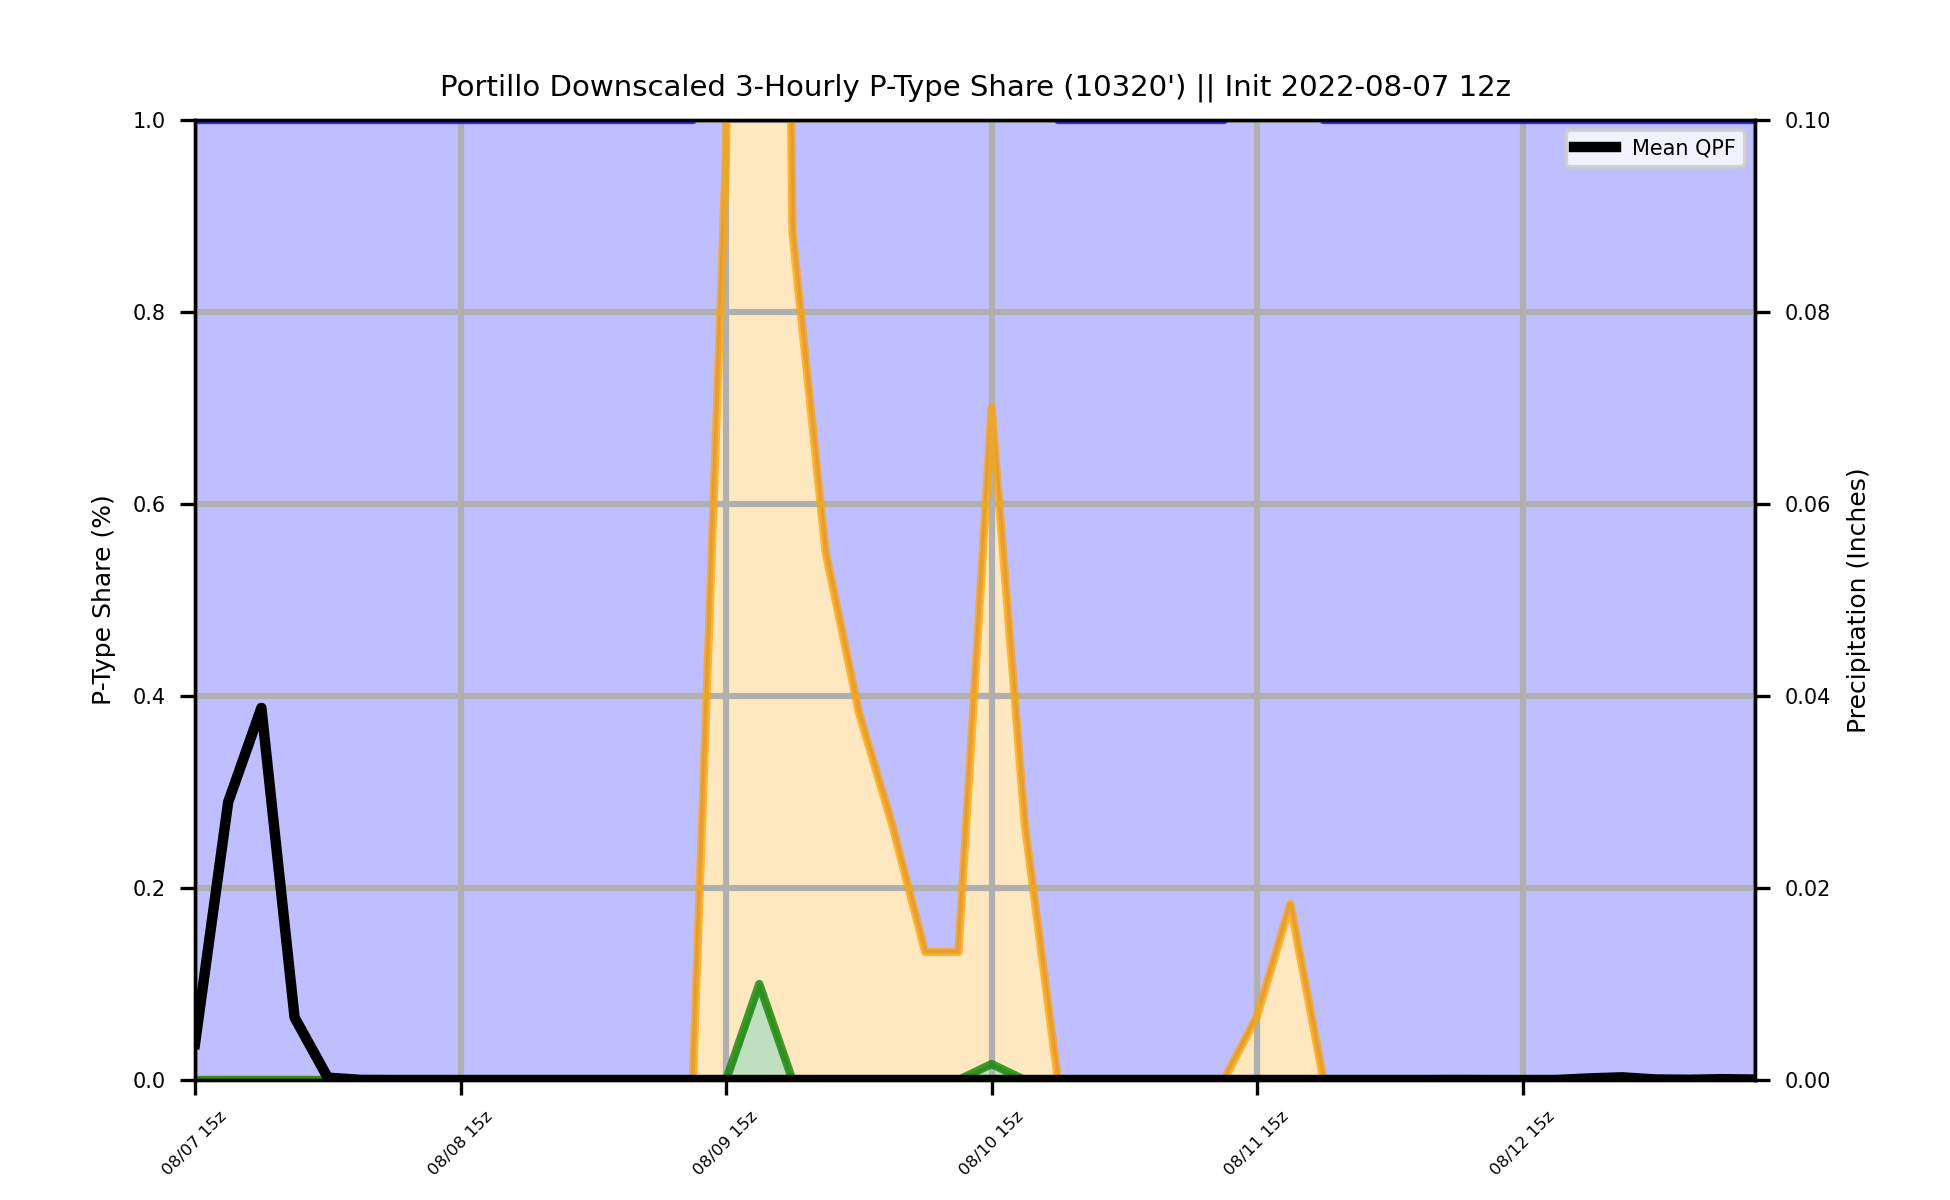 Portillo Downscaled 3-Hourly P-Type Share (10320') || Init 2022-08-07 12z
Mean QPF
P-Type Share (%)
1.0
0.8
0.6
0.4
0.2
0.0
0.10
0.08
0.06
0.04
0.02
0.00
Precipitation (Inches)
08/07 15z
08/08 15z
08/09 15z
08/10 15z
08/11 15z
08/12 15z